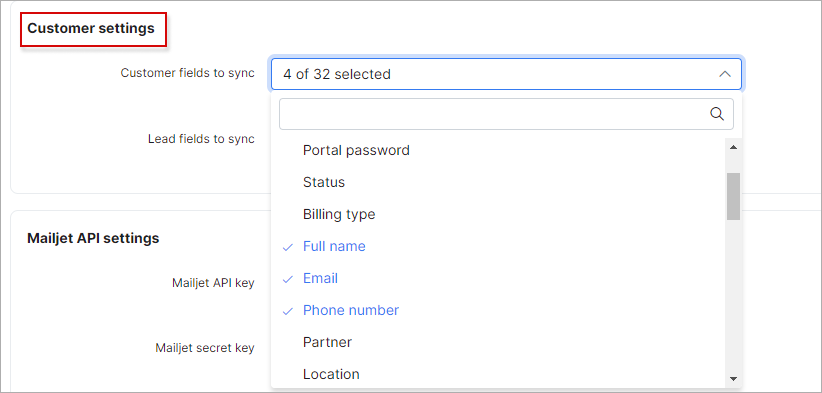 Customer settings
Customer fields to sync
4 of 32 selected
Lead fields to sync
Portal password
Status
Billing type
Full name
Email
Phone number
Partner
Location
Mailjet API settings
Mailjet API key
Mailjet secret key